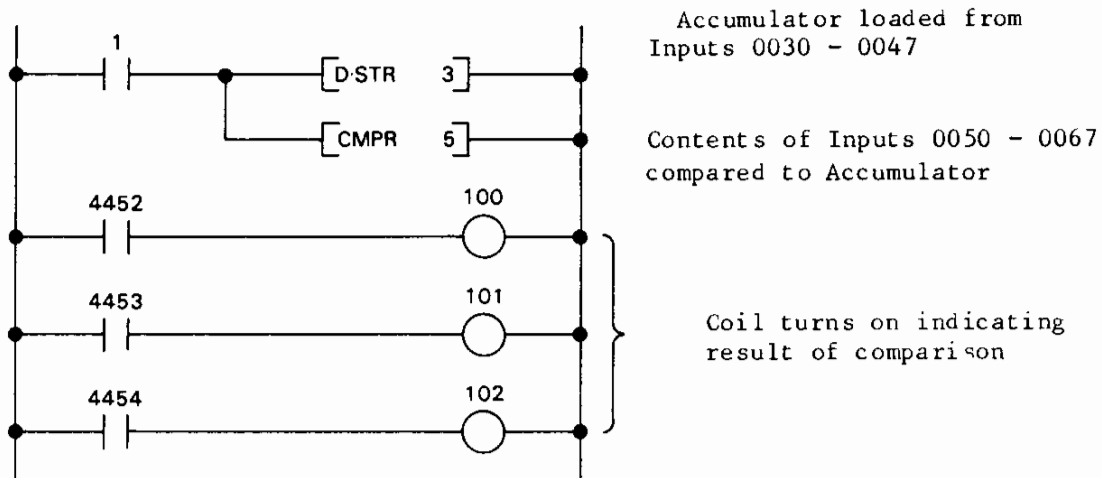 Accumulator loaded from
Inputs 0030 - 0047
1
D·STR 3
CMPR 5
Contents of Inputs 0050 - 0067
compared to Accumulator
4452
100
4453
101
Coil turns on indicating
result of comparison
4454
102